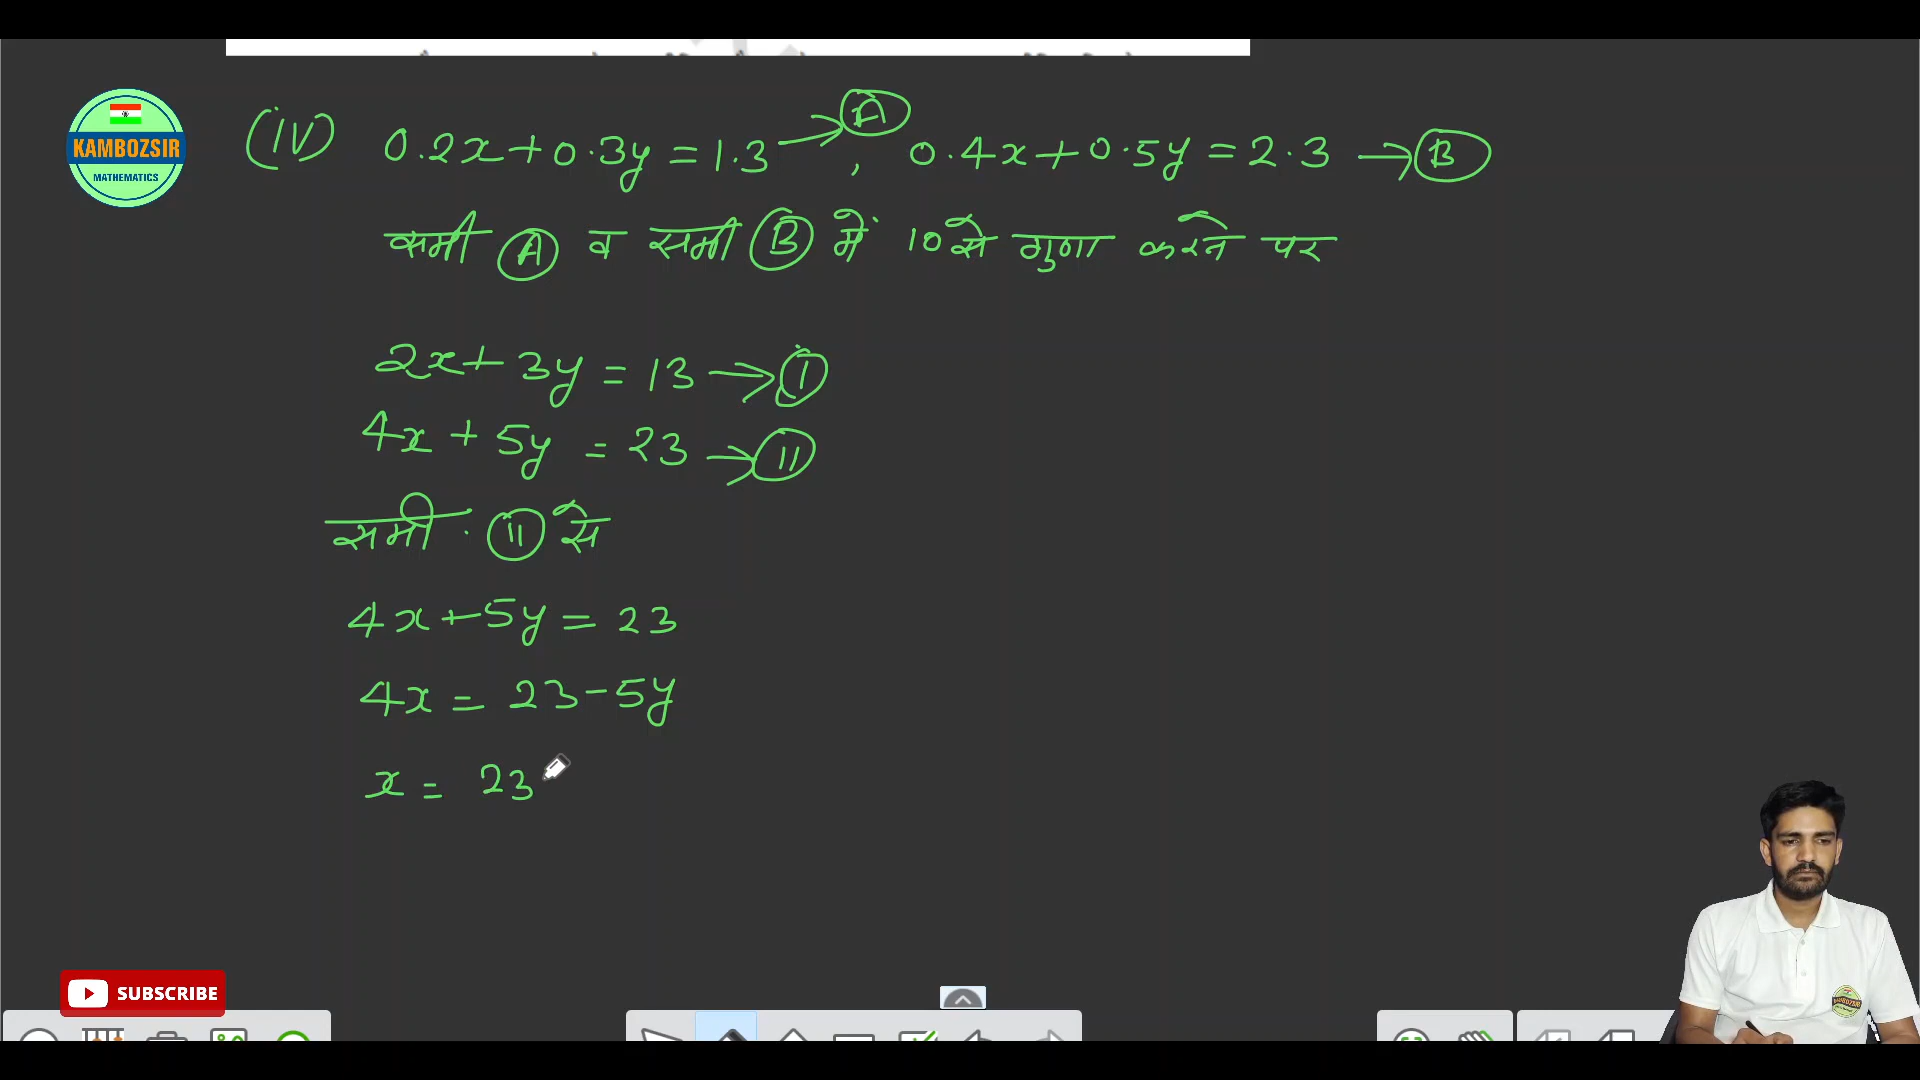 KAMBOZSIR
MATHEMATICS
(iv) 0.2x+0.3y=1.3 → A , 0.4x+0.5y=2.3 → B
समी A व समी B में 10 से गुणा करने पर
2x+3y=13 → I
4x+5y=23 → II
समी. II से
4x+5y=23
4x=23-5y
x= 23
SUBSCRIBE